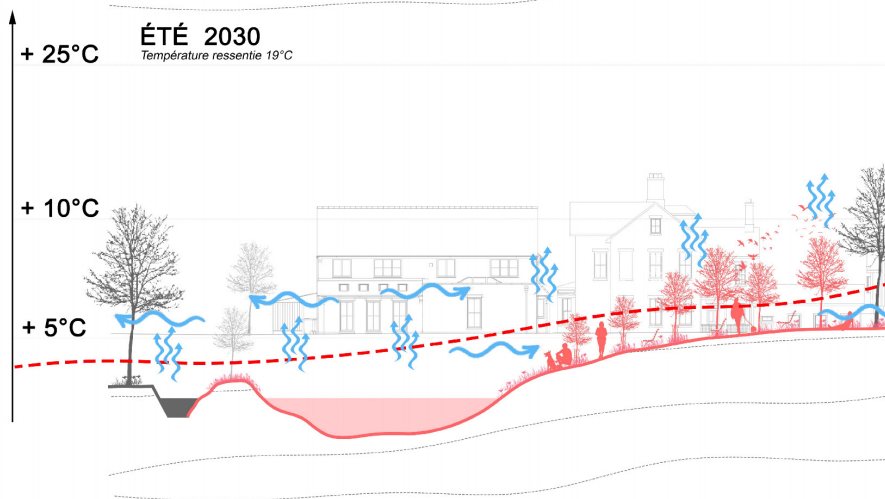 ÉTÉ 2030
Température ressentie 19°C
+ 25°C
+ 10°C
+ 5°C